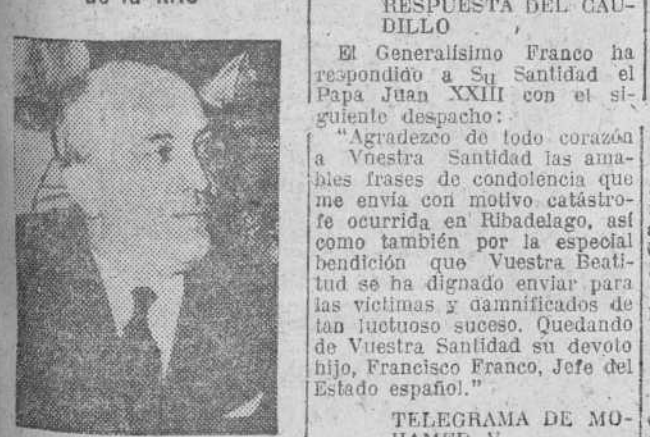 de la RAU
RESPUESTA DEL CAU-
DILLO
El Generalísimo Franco ha
respondido a Su Santidad el
Papa Juan XXIII con el si-
guiente despacho:
"Agradezco de todo corazón
a Vuestra Santidad las ama-
bles frases de condolencia que
me envía con motivo catástro-
fe ocurrida en Ribadelago, así
como también por la especial
bendición que Vuestra Beati-
tud se ha dignado enviar para
las víctimas y damnificados de
tan luctuoso suceso. Quedando
de Vuestra Santidad su devoto
hijo, Francisco Franco, Jefe del
Estado español."
TELEGRAMA DE MO-
HAMED V